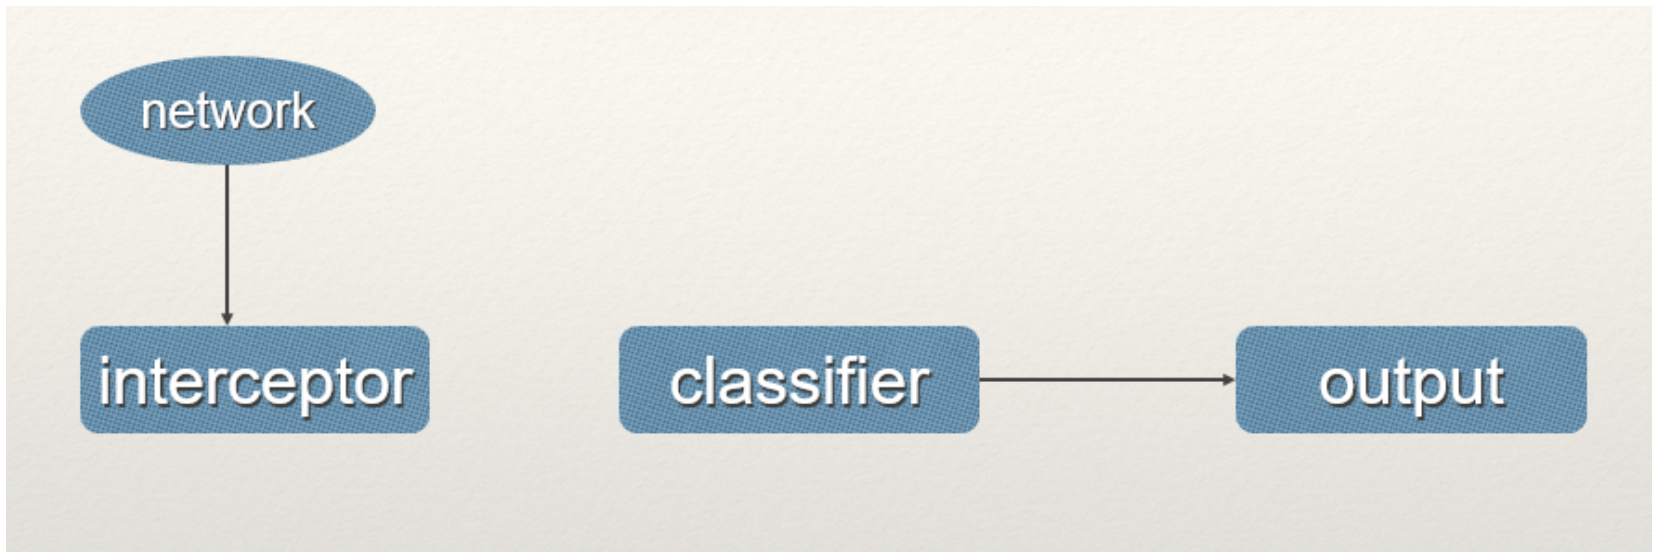 network
interceptor
classifier
output